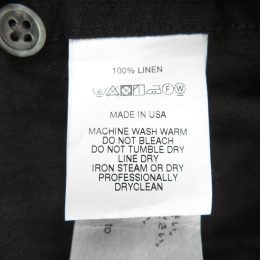 100% LINEN
MADE IN USA
MACHINE WASH WARM
DO NOT BLEACH
DO NOT TUMBLE DRY
LINE DRY
IRON STEAM OR DRY
PROFESSIONALLY
DRYCLEAN
to